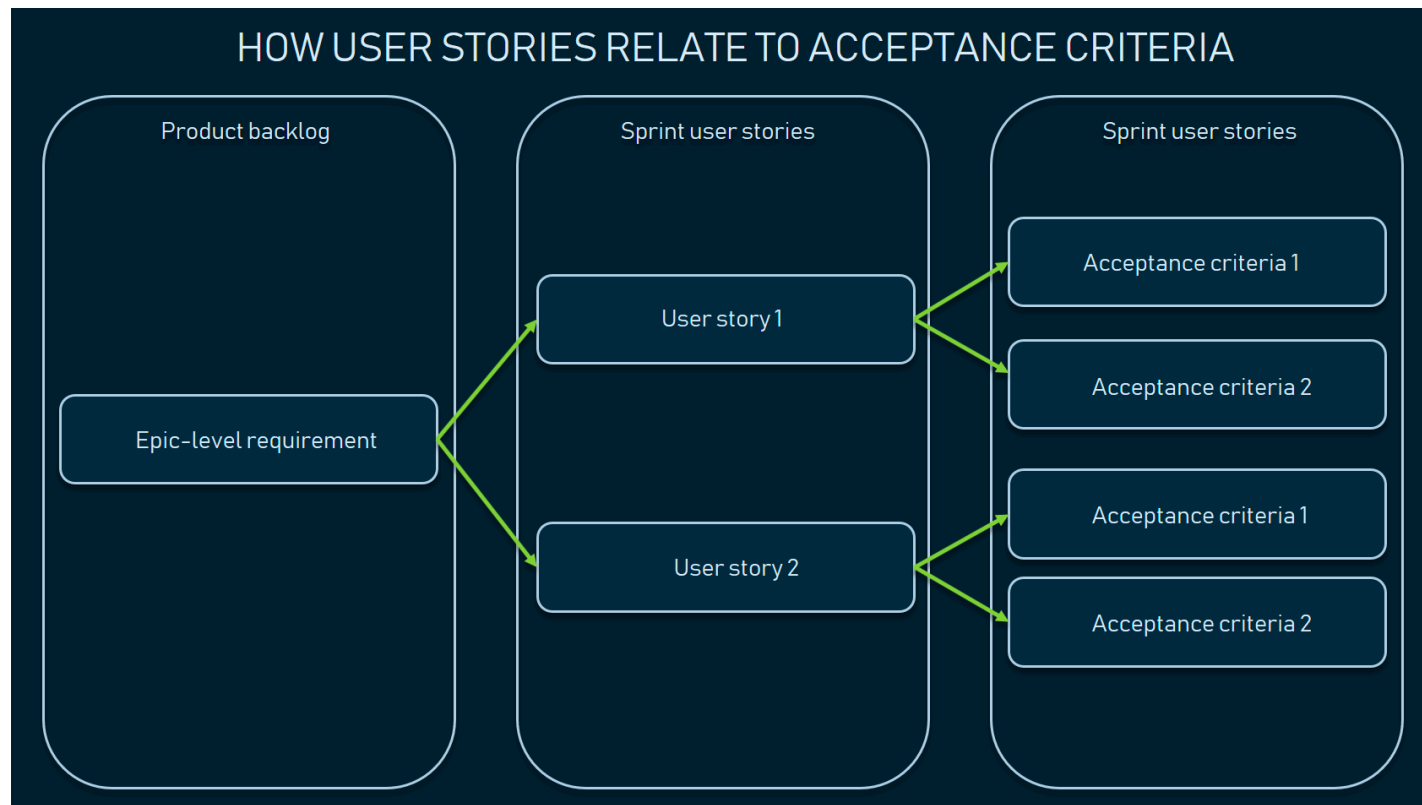 HOW USER STORIES RELATE TO ACCEPTANCE CRITERIA
Product backlog
Epic-level requirement
Sprint user stories
User story 1
User story 2
Sprint user stories
Acceptance criteria 1
Acceptance criteria 2
Acceptance criteria 1
Acceptance criteria 2